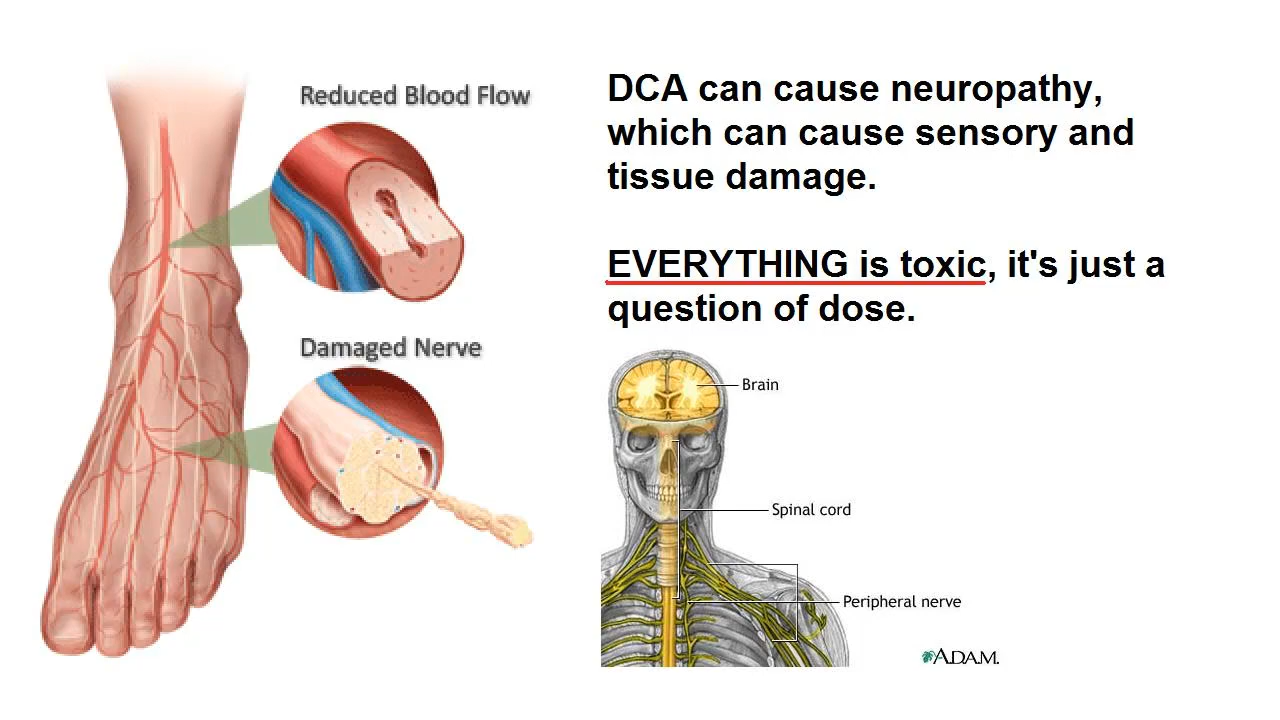 Reduced Blood Flow
Damaged Nerve
DCA can cause neuropathy,
which can cause sensory and
tissue damage.
EVERYTHING is toxic, it's just a
question of dose.
Brain
Spinal cord
Peripheral nerve
A.D.A.M.